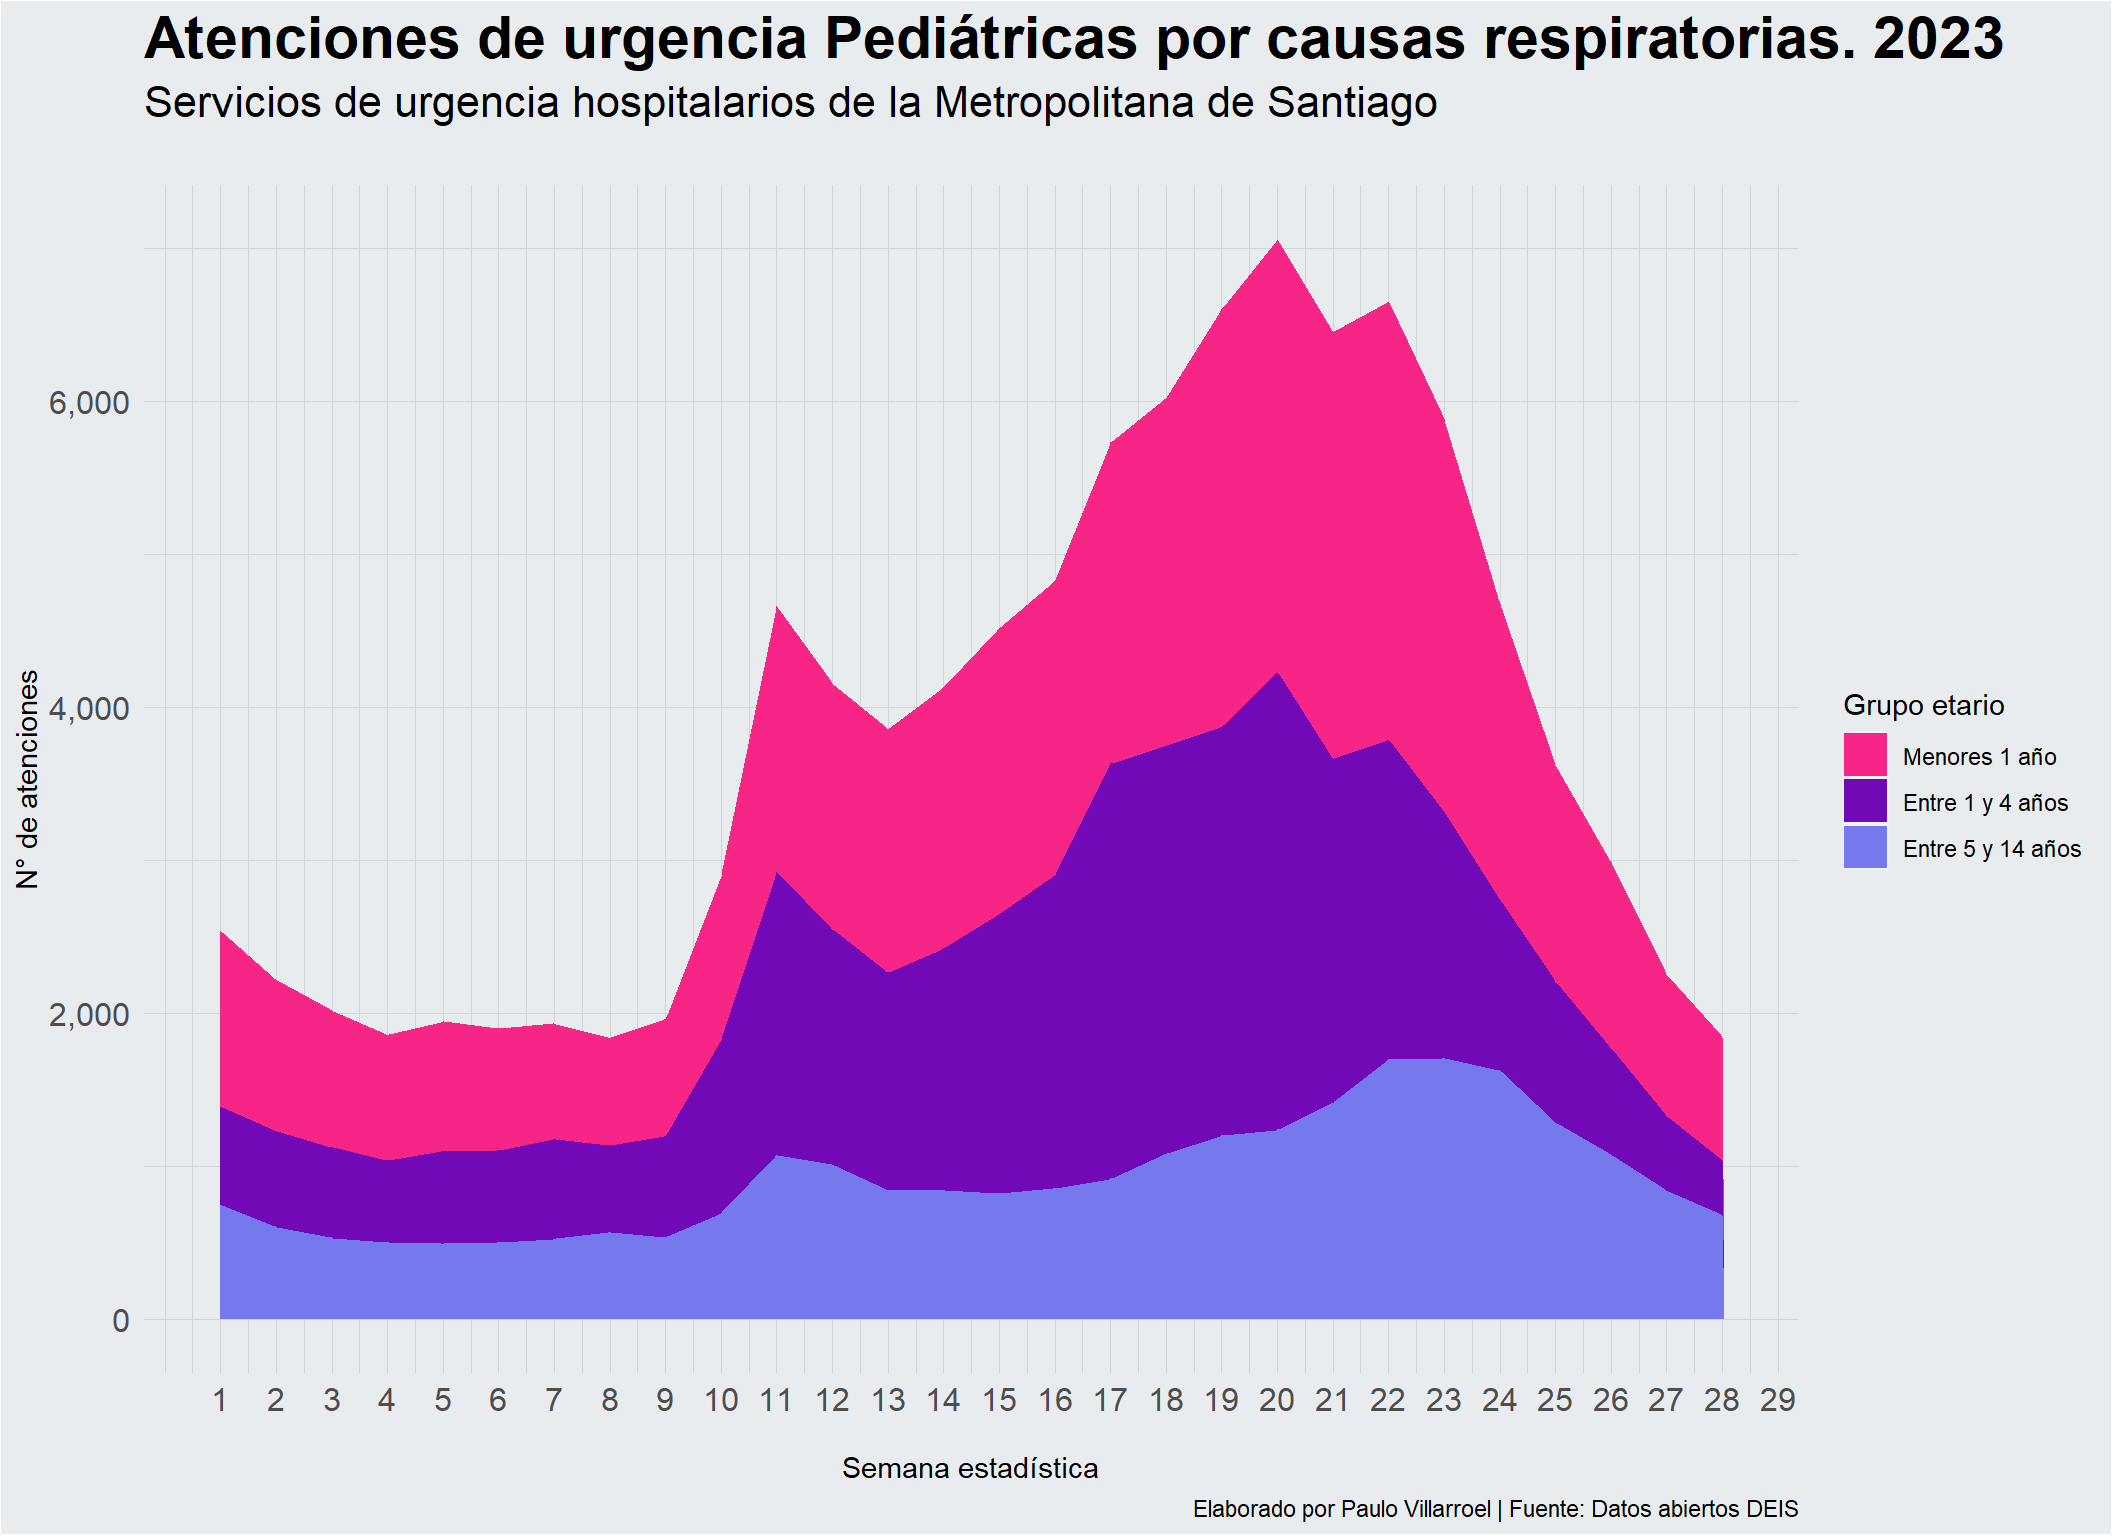 Atenciones de urgencia Pediátricas por causas respiratorias. 2023
Servicios de urgencia hospitalarios de la Metropolitana de Santiago
N° de atenciones
6,000
4,000
2,000
0
1 2 3 4 5 6 7 8 9 10 11 12 13 14 15 16 17 18 19 20 21 22 23 24 25 26 27 28 29
Semana estadística
Grupo etario
Menores 1 año
Entre 1 y 4 años
Entre 5 y 14 años
Elaborado por Paulo Villarroel | Fuente: Datos abiertos DEIS